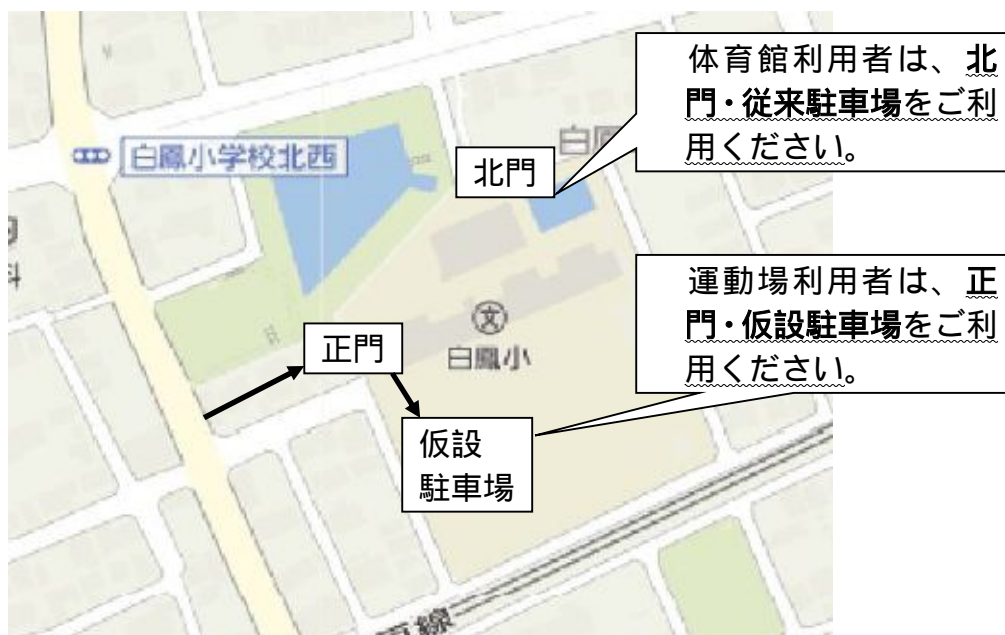 体育館利用者は、北
門・従来駐車場をご利
用ください。
白鳳小学校北西
北門
運動場利用者は、正
門・仮設駐車場をご利
用ください。
正門
白鳳小
仮設
駐車場